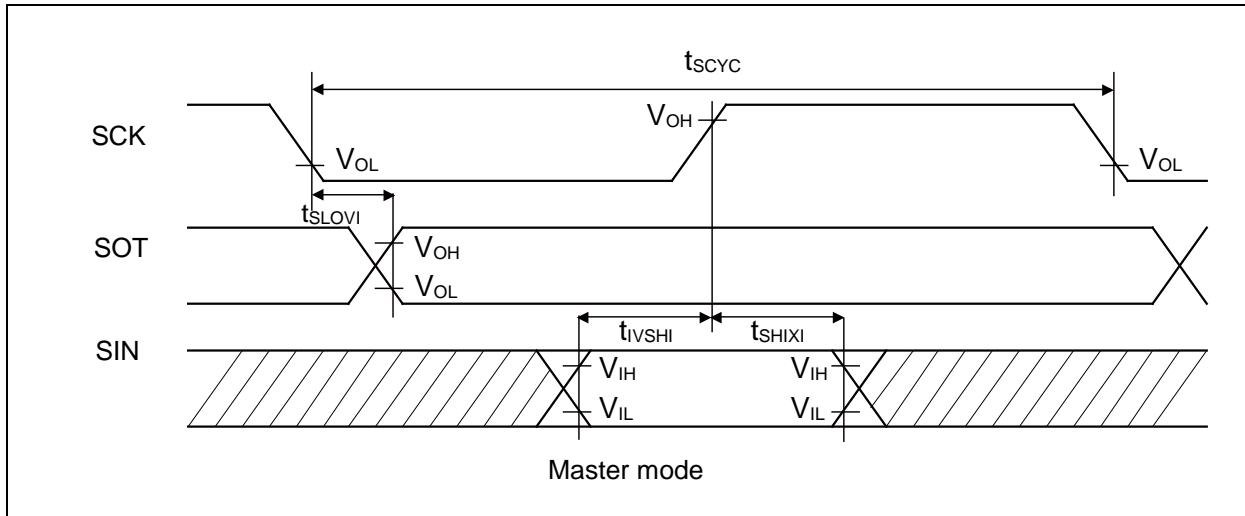 tSCYC
SCK
VOH
VOL
VOL
tSLOVI
SOT
VOH
VOL
tIVSHI
tSHIXI
SIN
VIH
VIH
VIL
VIL
Master mode